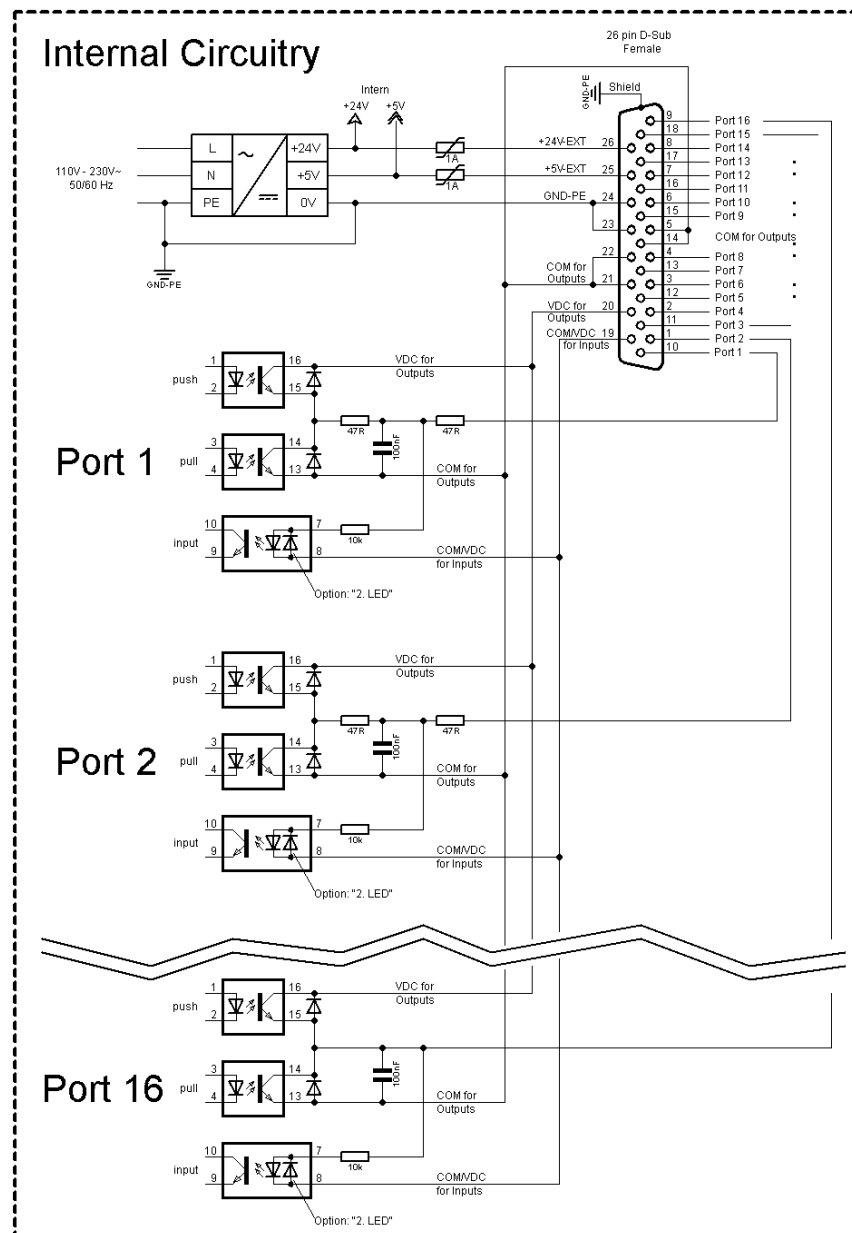 Internal Circuitry
26 pin D-Sub
Female
GND-PE
Shield
Intern
+24V
+5V
L
N
PE
+24V
+5V
0V
110V - 230V~
50/60 Hz
1A
1A
GND-PE
+24V-EXT 26
+5V-EXT 25
GND-PE 24
23
22
COM for
Outputs
21
VDC for
Outputs
20
COM/VDC
for Inputs
19
9 Port 16
18 Port 15
8 Port 14
17 Port 13
7 Port 12
16 Port 11
6 Port 10
15 Port 9
5
14 COM for Outputs
4 Port 8
13 Port 7
3 Port 6
12 Port 5
2 Port 4
11 Port 3
1 Port 2
10 Port 1
Port 1
push
1
2
16
15
VDC for
Outputs
47R
100nF
47R
pull
3
4
14
13
COM for
Outputs
input
10
9
7
8
10k
COM/VDC
for Inputs
Option: "2. LED"
Port 2
push
1
2
16
15
VDC for
Outputs
47R
100nF
47R
pull
3
4
14
13
COM for
Outputs
input
10
9
7
8
10k
COM/VDC
for Inputs
Option: "2. LED"
Port 16
push
1
2
16
15
VDC for
Outputs
100nF
pull
3
4
14
13
COM for
Outputs
input
10
9
7
8
10k
COM/VDC
for Inputs
Option: "2. LED"